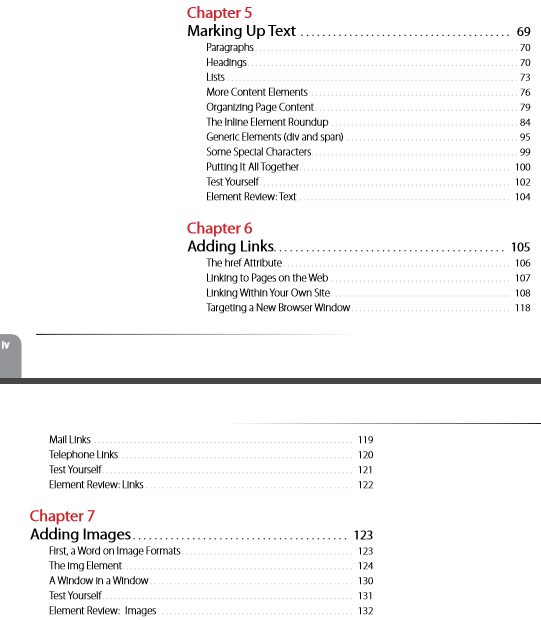 Chapter 5
Marking Up Text ........................................ 69
Paragraphs 70
Headings 70
Lists 73
More Content Elements 76
Organizing Page Content 79
The Inline Element Roundup 84
Generic Elements (div and span) 95
Some Special Characters 99
Putting It All Together 100
Test Yourself 102
Element Review: Text 104
Chapter 6
Adding Links ........................................ 105
The href Attribute 106
Linking to Pages on the Web 107
Linking Within Your Own Site 108
Targeting a New Browser Window 118
iv
Mail Links 119
Telephone Links 120
Test Yourself 121
Element Review: Links 122
Chapter 7
Adding Images ........................................ 123
First, a Word on Image Formats 123
The img Element 124
A Window in a Window 130
Test Yourself 131
Element Review: Images 132